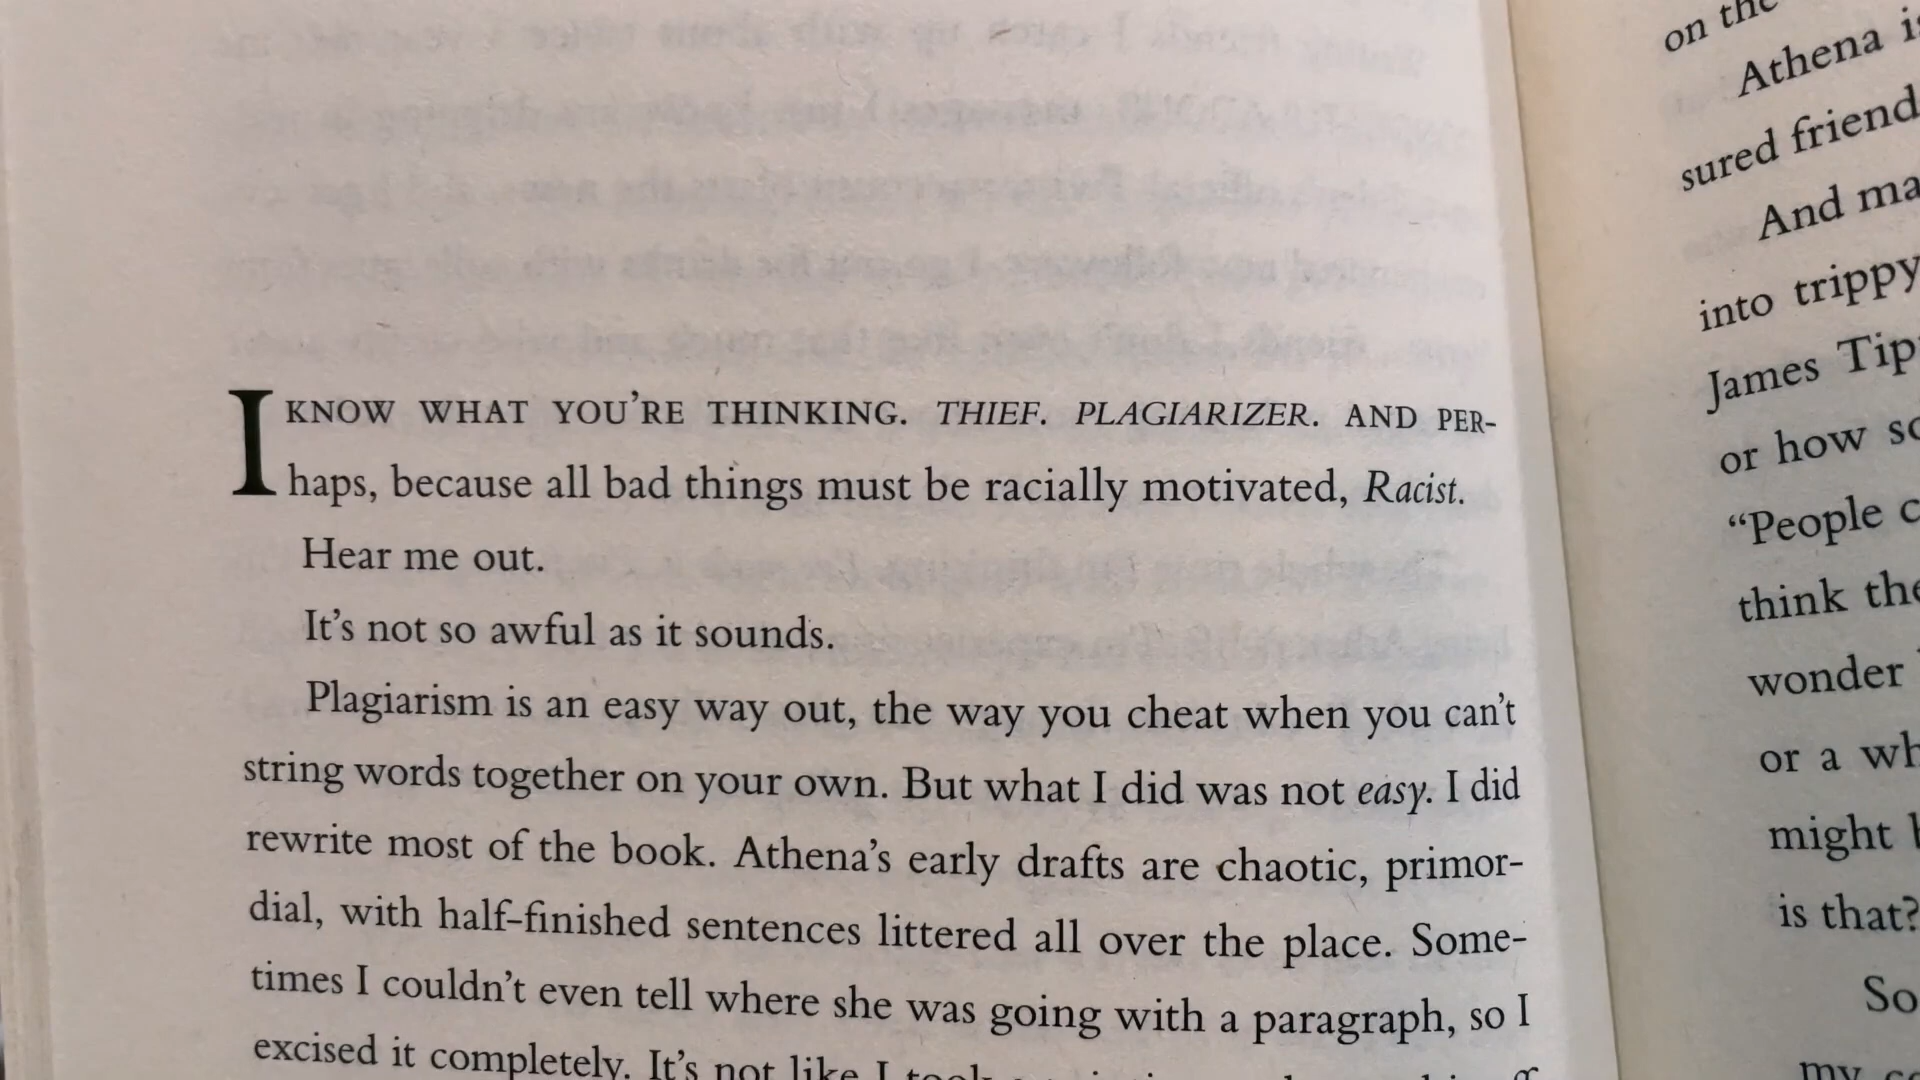 I KNOW WHAT YOU'RE THINKING. THIEF. PLAGIARIZER. AND PER-
haps, because all bad things must be racially motivated, Racist.
Hear me out.
It's not so awful as it sounds.
Plagiarism is an easy way out, the way you cheat when you can't
string words together on your own. But what I did was not easy. I did
rewrite most of the book. Athena's early drafts are chaotic, primor-
dial, with half-finished sentences littered all over the place. Some-
times I couldn't even tell where she was going with a paragraph, so I
excised it completely. It's not like I took
on the
Athena
sured friend
And
into trippy
James
or how
"People
think
wonder
or a
might
is that?
So
my